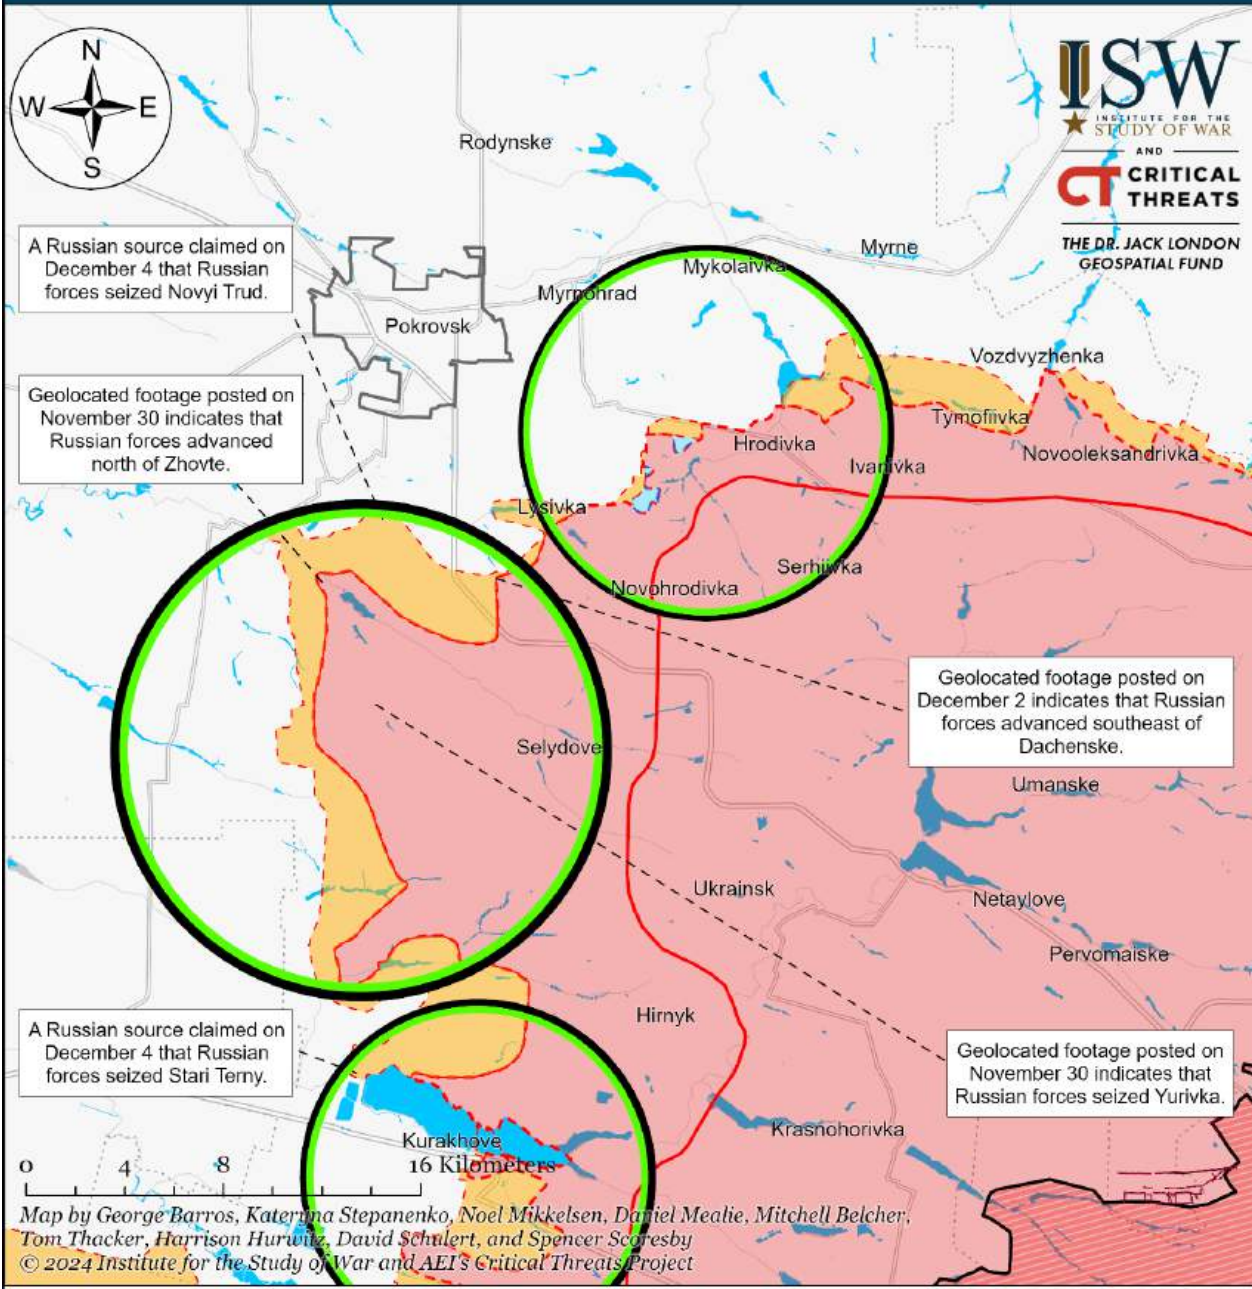 N
W
E
S
ISW
INSTITUTE FOR THE
STUDY OF WAR
AND
CT CRITICAL
THREATS
THE DR. JACK LONDON
GEOSPATIAL FUND
Rodynske
A Russian source claimed on
December 4 that Russian
forces seized Novyi Trud.
Myrne
Mykolaivka
Myrnohrad
Pokrovsk
Vozdvyzhenka
Geolocated footage posted on
November 30 indicates that
Russian forces advanced
north of Zhovte.
Tymofiivka
Hrodivka
Novooleksandrivka
Ivanivka
Lysivka
Serhiivka
Novohrodivka
Geolocated footage posted on
December 2 indicates that Russian
forces advanced southeast of
Dachenske.
Selydove
Umanske
Ukrainsk
Netaylove
Pervomaiske
Hirnyk
A Russian source claimed on
December 4 that Russian
forces seized Stari Terny.
Geolocated footage posted on
November 30 indicates that
Russian forces seized Yurivka.
Krasnohorivka
Kurakhove
0 4 8 16 Kilometers
Map by George Barros, Kateryna Stepanenko, Noel Mikkelsen, Daniel Mealie, Mitchell Belcher,
Tom Thacker, Harrison Hurwitz, David Schulert, and Spencer Scoresby
© 2024 Institute for the Study of War and AEI's Critical Threats Project